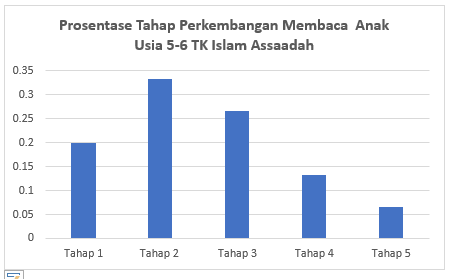 Prosentase Tahap Perkembangan Membaca Anak
Usia 5-6 TK Islam Assaadah
0.35
0.3
0.25
0.2
0.15
0.1
0.05
0
Tahap 1 Tahap 2 Tahap 3 Tahap 4 Tahap 5